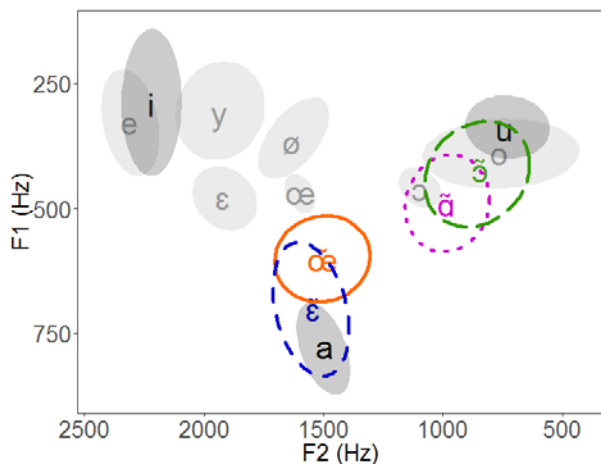 250
500
750
F1 (Hz)
i
e
y
ø
u
o
ɛ
œ
ɔ
ɔ̃
ɑ̃
œ̃
ɛ̃
a
2500
2000
1500
1000
500
F2 (Hz)